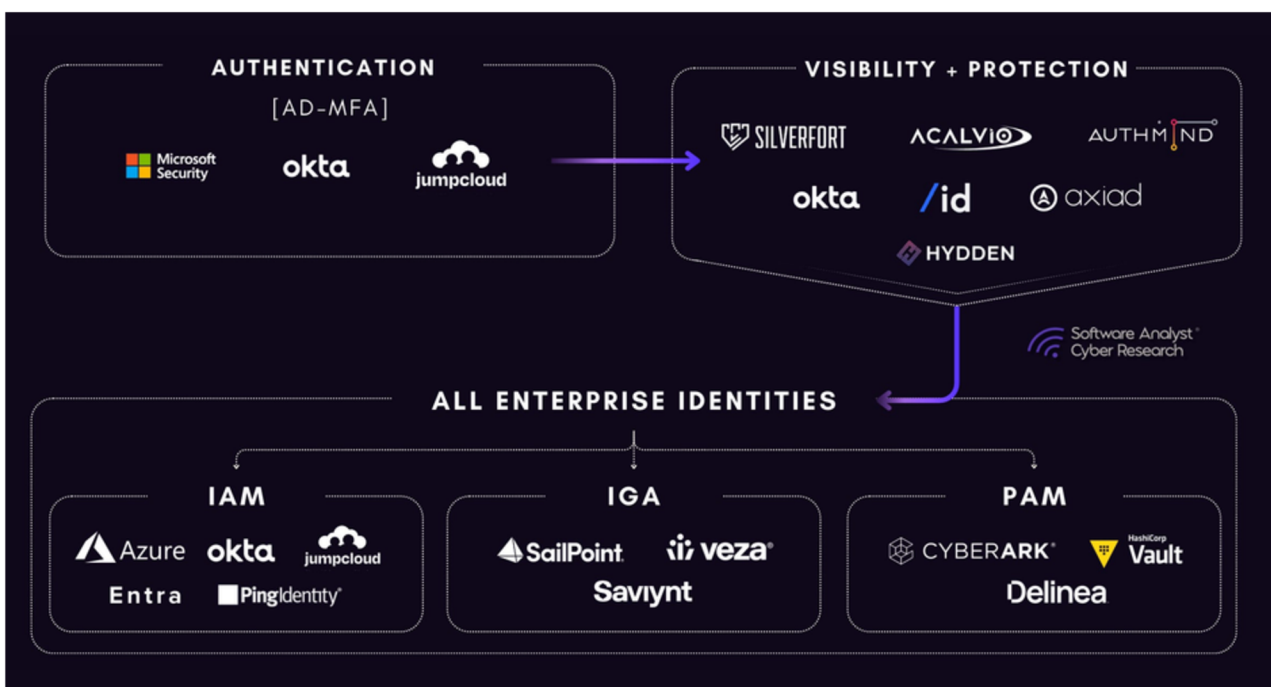 AUTHENTICATION
[AD-MFA]
Microsoft
Security
okta
jumpcloud
VISIBILITY + PROTECTION
SILVERFORT
ACALVIO
AUTHMIND
okta
/id
axiad
HYDDEN
Software Analyst
Cyber Research
ALL ENTERPRISE IDENTITIES
IAM
Azure
okta
jumpcloud
Entra
PingIdentity®
IGA
SailPoint
veza®
Saviynt
PAM
CYBERARK®
HashiCorp
Vault
Delinea